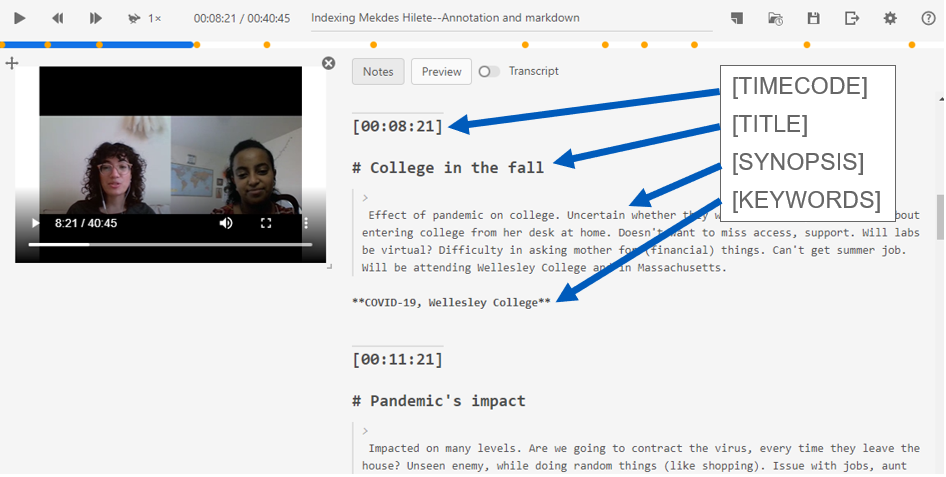 1×
00:08:21 / 00:40:45
Indexing Mekdes Hilete--Annotation and markdown
Notes
Preview
Transcript
[TIMECODE]
[TITLE]
[SYNOPSIS]
[KEYWORDS]
8:21 / 40:45
[00:08:21]
# College in the fall
>
Effect of pandemic on college. Uncertain whether they w
entering college from her desk at home. Doesn't want to miss access, support. Will labs
be virtual? Difficulty in asking mother for (financial) things. Can't get summer job.
Will be attending Wellesley College and in Massachusetts.
**COVID-19, Wellesley College**
[00:11:21]
# Pandemic's impact
>
Impacted on many levels. Are we going to contract the virus, every time they leave the
house? Unseen enemy, while doing random things (like shopping). Issue with jobs, aunt